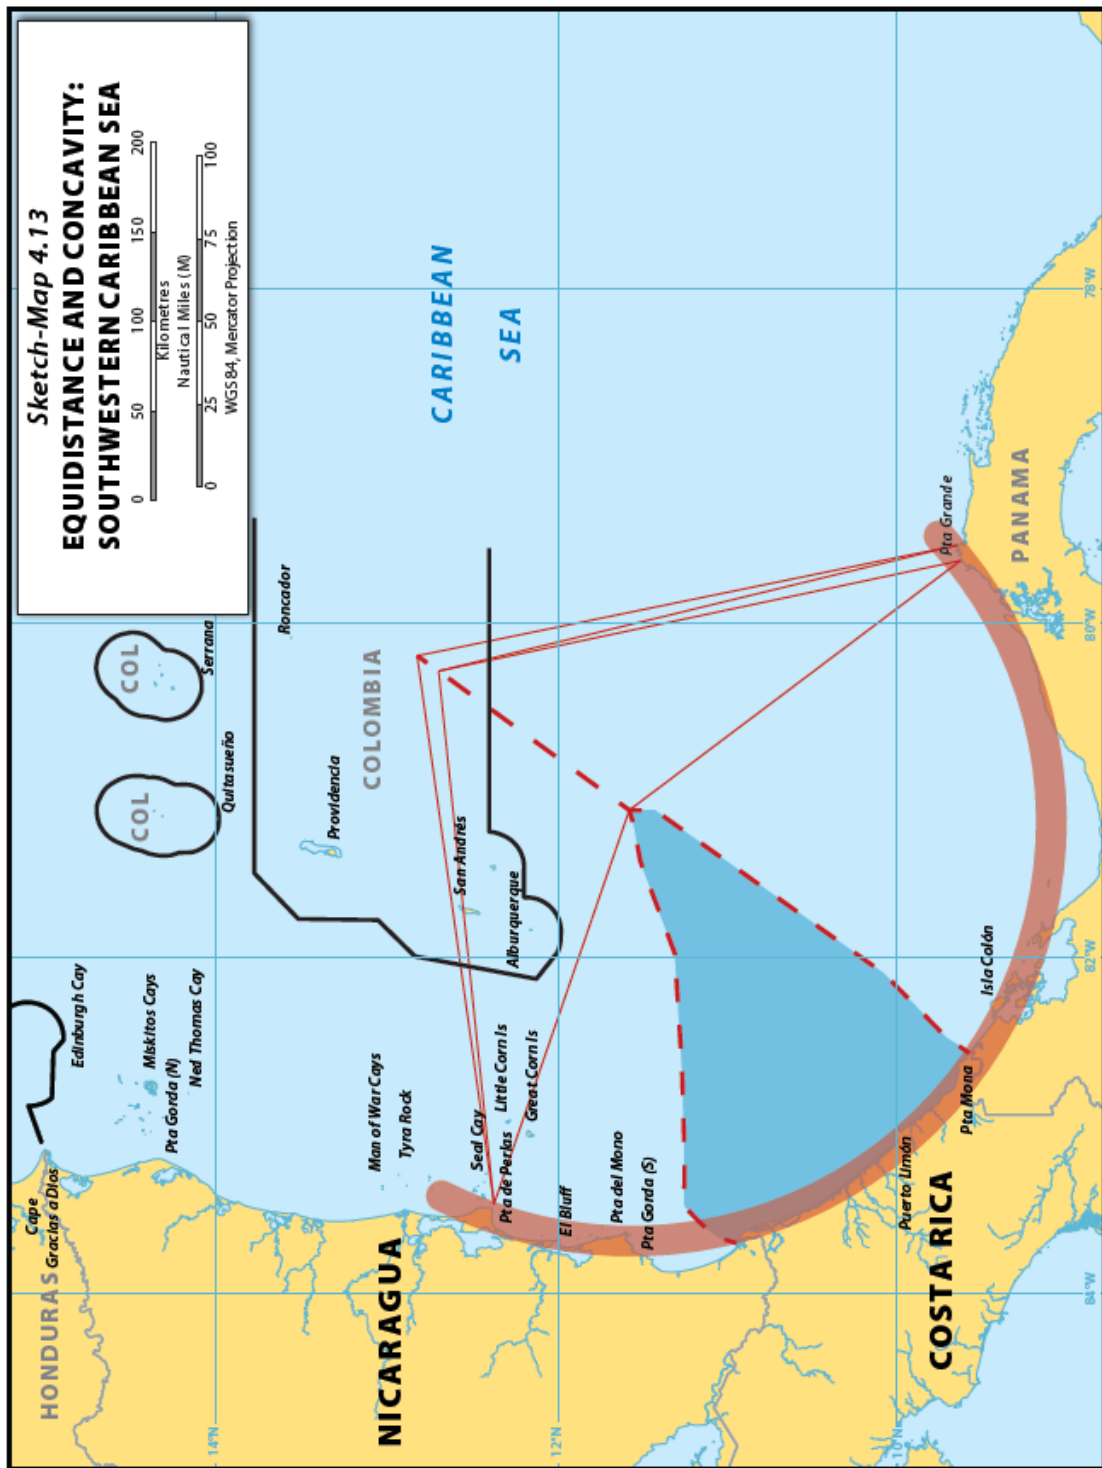 Sketch-Map 4.13
EQUIDISTANCE AND CONCAVITY:
SOUTHWESTERN CARIBBEAN SEA
0 50 100 150 200
Kilometres
Nautical Miles (M)
0 25 50 75 100
WGS84, Mercator Projection
HONDURAS
Cape
Gracias a Dios
Edinburgh Cay
Miskitos Cays
Pta Gorda (N)
Ned Thomas Cay
COL
COL
Quitasueño
Serrana
Roncador
14°N
COLOMBIA
Providencia
San Andrés
Alburquerque
NICARAGUA
Man of War Cays
Tyra Rock
Seal Cay
Little Corn Is
Pta de Perlas
Great Corn Is
El Bluff
Pta del Mono
Pta Gorda (S)
CARIBBEAN
SEA
12°N
10°N
COSTA RICA
Puerto Limón
Pta Mona
Isla Colón
Pta Grande
PANAMA
84°W
82°W
80°W
78°W